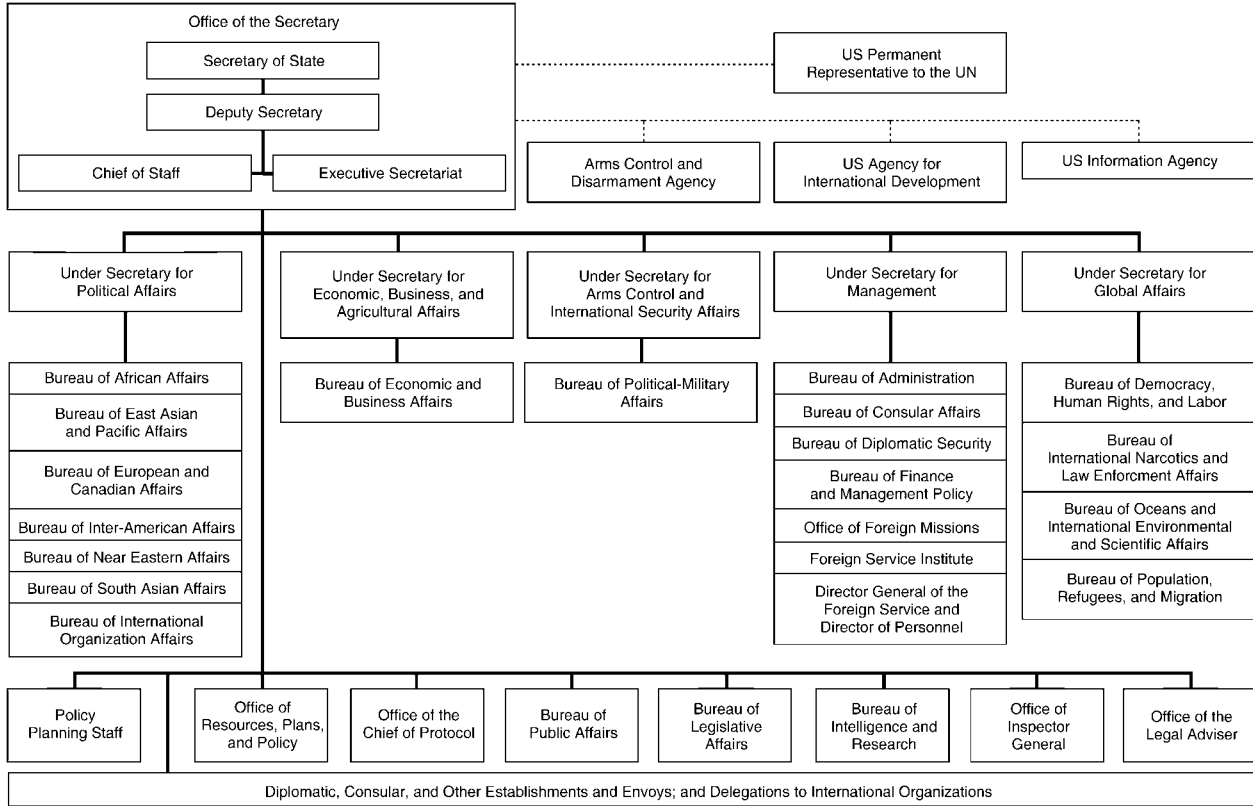 Office of the Secretary
Secretary of State
Deputy Secretary
Chief of Staff
Executive Secretariat
US Permanent
Representative to the UN
Arms Control and
Disarmament Agency
US Agency for
International Development
US Information Agency
Under Secretary for
Political Affairs
Under Secretary for
Economic, Business, and
Agricultural Affairs
Under Secretary for
Arms Control and
International Security Affairs
Under Secretary for
Management
Under Secretary for
Global Affairs
Bureau of African Affairs
Bureau of East Asian
and Pacific Affairs
Bureau of European and
Canadian Affairs
Bureau of Inter-American Affairs
Bureau of Near Eastern Affairs
Bureau of South Asian Affairs
Bureau of International
Organization Affairs
Bureau of Economic and
Business Affairs
Bureau of Political-Military
Affairs
Bureau of Administration
Bureau of Consular Affairs
Bureau of Diplomatic Security
Bureau of Finance
and Management Policy
Office of Foreign Missions
Foreign Service Institute
Director General of the
Foreign Service and
Director of Personnel
Bureau of Democracy,
Human Rights, and Labor
Bureau of
International Narcotics and
Law Enforcment Affairs
Bureau of Oceans and
International Environmental
and Scientific Affairs
Bureau of Population,
Refugees, and Migration
Policy
Planning Staff
Office of
Resources, Plans,
and Policy
Office of the
Chief of Protocol
Bureau of
Public Affairs
Bureau of
Legislative
Affairs
Bureau of
Intelligence and
Research
Office of
Inspector
General
Office of the
Legal Adviser
Diplomatic, Consular, and Other Establishments and Envoys; and Delegations to International Organizations